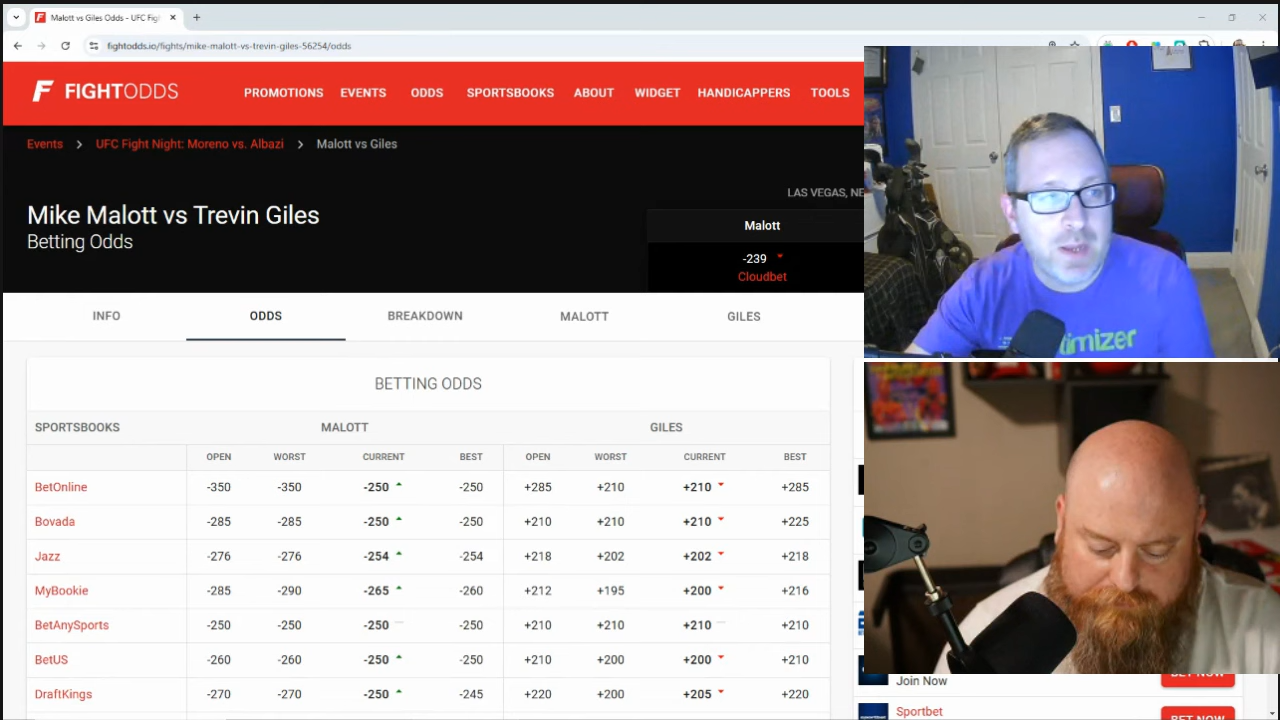 Malott vs Giles Odds - UFC Figh
fightodds.io/fights/mike-malott-vs-trevin-giles-56254/odds
FIGHTODDS
PROMOTIONS EVENTS ODDS SPORTSBOOKS ABOUT WIDGET HANDICAPPERS TOOLS
Events > UFC Fight Night: Moreno vs. Albazi > Malott vs Giles
LAS VEGAS, NE
Mike Malott vs Trevin Giles
Betting Odds
Malott
-239
Cloudbet
INFO ODDS BREAKDOWN MALOTT GILES
BETTING ODDS
SPORTSBOOKS MALOTT GILES
OPEN WORST CURRENT BEST OPEN WORST CURRENT BEST
BetOnline -350 -350 -250 -250 +285 +210 +210 +285
Bovada -285 -285 -250 -250 +210 +210 +210 +225
Jazz -276 -276 -254 -254 +218 +202 +202 +218
MyBookie -285 -290 -265 -260 +212 +195 +200 +216
BetAnySports -250 -250 -250 -250 +210 +210 +210 +210
BetUS -260 -260 -250 -250 +210 +200 +200 +210
DraftKings -270 -270 -250 -245 +220 +200 +205 +220
timizer
Join Now
BET NOW
Sportbet
BET NOW